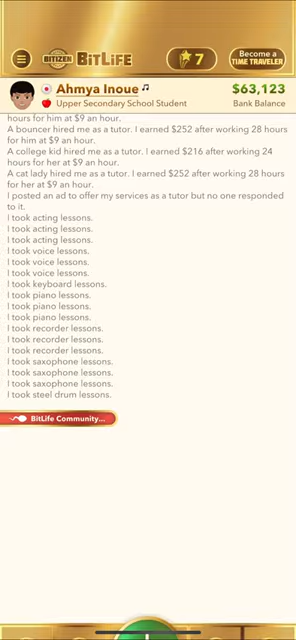 BITIZEN BITLIFE 7 Become a TIME TRAVELER
Ahmya Inoue $63,123
Upper Secondary School Student Bank Balance
hours for him at $9 an hour.
A bouncer hired me as a tutor. I earned $252 after working 28
hours for him at $9 an hour.
A college kid hired me as a tutor. I earned $216 after working 24
hours for her at $9 an hour.
A cat lady hired me as a tutor. I earned $252 after working 28
hours for her at $9 an hour.
I posted an ad to offer my services as a tutor but no one responded
to it.
I took acting lessons.
I took acting lessons.
I took acting lessons.
I took voice lessons.
I took voice lessons.
I took voice lessons.
I took keyboard lessons.
I took piano lessons.
I took piano lessons.
I took piano lessons.
I took recorder lessons.
I took recorder lessons.
I took recorder lessons.
I took saxophone lessons.
I took saxophone lessons.
I took saxophone lessons.
I took steel drum lessons.
BitLife Community...